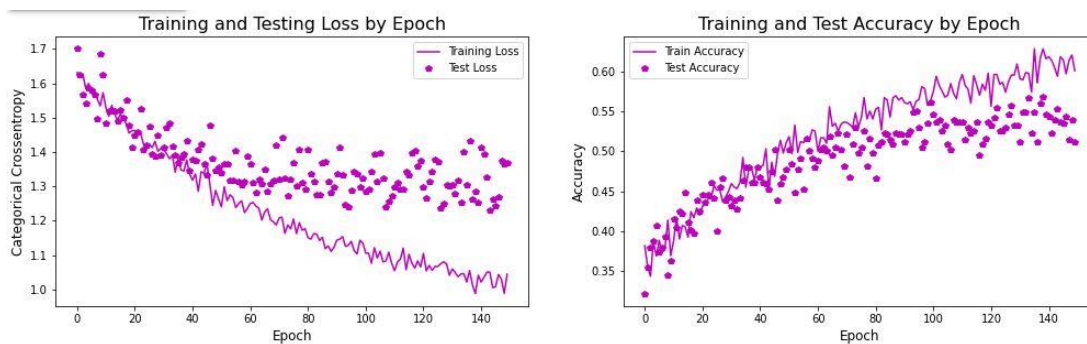 Training and Testing Loss by Epoch
1.7
1.6
1.5
1.4
1.3
1.2
1.1
1.0
Categorical Crossentropy
Training Loss
Test Loss
0 20 40 60 80 100 120 140
Epoch
Training and Test Accuracy by Epoch
0.60
0.55
0.50
0.45
0.40
0.35
Accuracy
Train Accuracy
Test Accuracy
0 20 40 60 80 100 120 140
Epoch